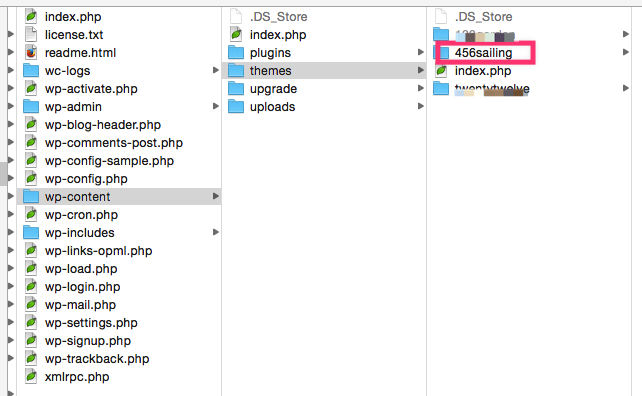 index.php
license.txt
readme.html
wc-logs
wp-activate.php
wp-admin
wp-blog-header.php
wp-comments-post.php
wp-config-sample.php
wp-config.php
wp-content
wp-cron.php
wp-includes
wp-links-opml.php
wp-load.php
wp-login.php
wp-mail.php
wp-settings.php
wp-signup.php
wp-trackback.php
xmlrpc.php
.DS_Store
index.php
plugins
themes
upgrade
uploads
.DS_Store
456sailing
index.php
twentytwelve